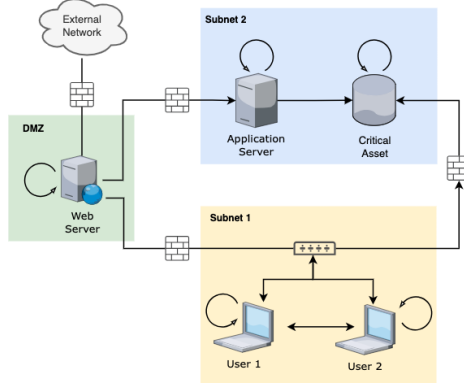 External
Network
Subnet 2
Application
Server
Critical
Asset
DMZ
Web
Server
Subnet 1
User 1
User 2